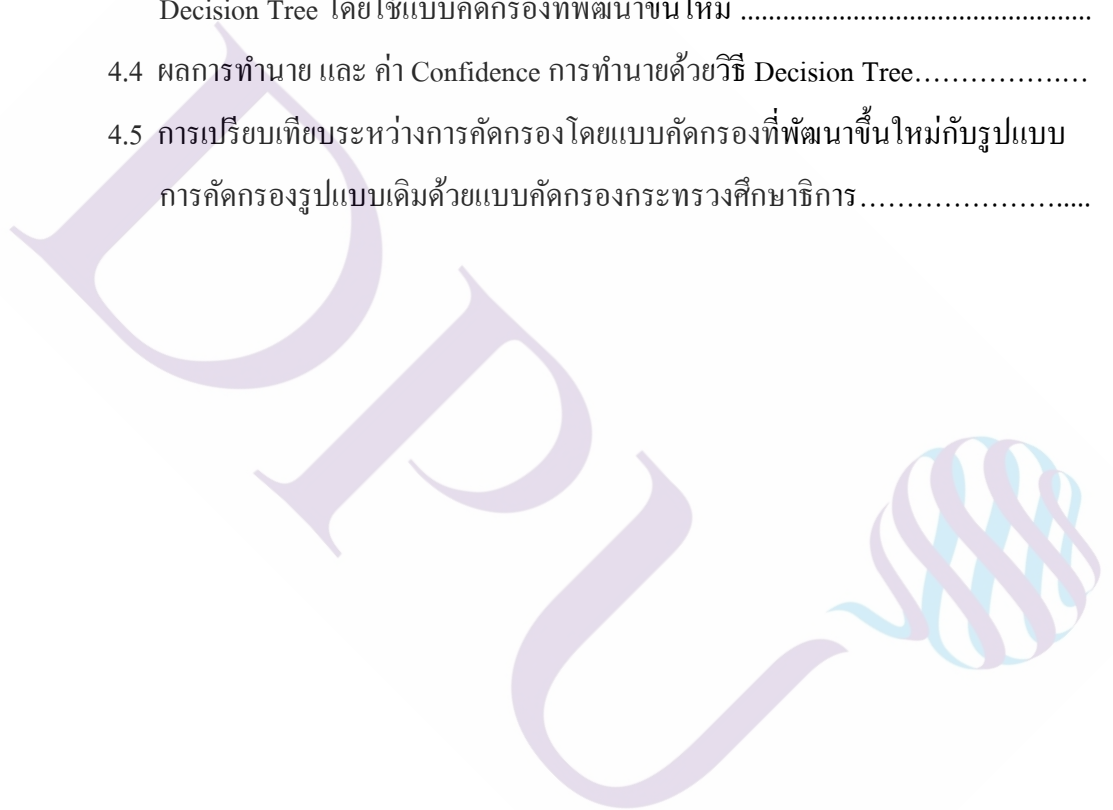 Decision Tree โดยใช้แบบคัดกรองที่พัฒนาขึ้นใหม่ ..................................................
4.4 ผลการทำนาย และ ค่า Confidence การทำนายด้วยวิธี Decision Tree…………………
4.5 การเปรียบเทียบระหว่างการคัดกรองโดยแบบคัดกรองที่พัฒนาขึ้นใหม่กับรูปแบบ
การคัดกรองรูปแบบเดิมด้วยแบบคัดกรองกระทรวงศึกษาธิการ…………………….....
DPU